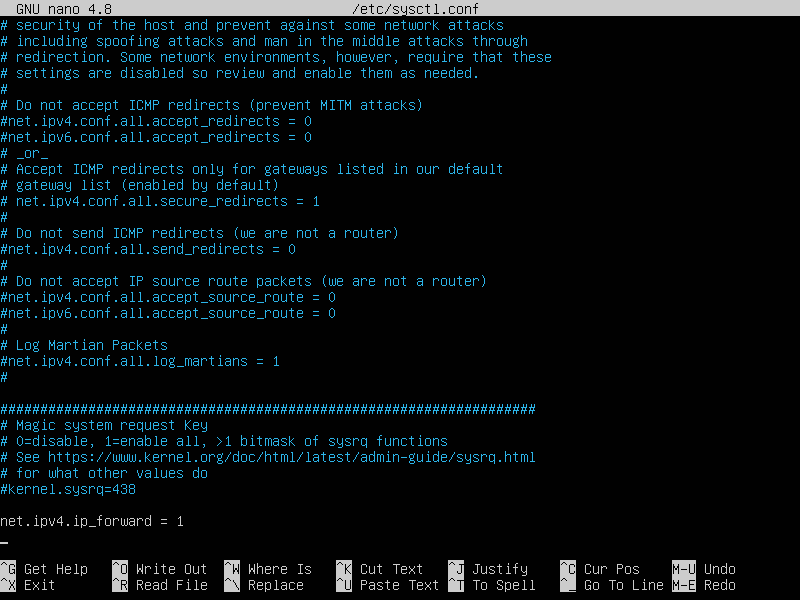 GNU nano 4.8 /etc/sysctl.conf
# security of the host and prevent against some network attacks
# including spoofing attacks and man in the middle attacks through
# redirection. Some network environments, however, require that these
# settings are disabled so review and enable them as needed.
#
# Do not accept ICMP redirects (prevent MITM attacks)
#net.ipv4.conf.all.accept_redirects = 0
#net.ipv6.conf.all.accept_redirects = 0
# _or_
# Accept ICMP redirects only for gateways listed in our default
# gateway list (enabled by default)
# net.ipv4.conf.all.secure_redirects = 1
#
# Do not send ICMP redirects (we are not a router)
#net.ipv4.conf.all.send_redirects = 0
#
# Do not accept IP source route packets (we are not a router)
#net.ipv4.conf.all.accept_source_route = 0
#net.ipv6.conf.all.accept_source_route = 0
#
# Log Martian Packets
#net.ipv4.conf.all.log_martians = 1
#
###################################################################
# Magic system request Key
# 0=disable, 1=enable all, >1 bitmask of sysrq functions
# See https://www.kernel.org/doc/html/latest/admin-guide/sysrq.html
# for what other values do
#kernel.sysrq=438
net.ipv4.ip_forward = 1
^G Get Help ^O Write Out ^W Where Is ^K Cut Text ^J Justify ^C Cur Pos M-U Undo
^X Exit ^R Read File ^\ Replace ^U Paste Text ^T To Spell ^_ Go To Line M-E Redo